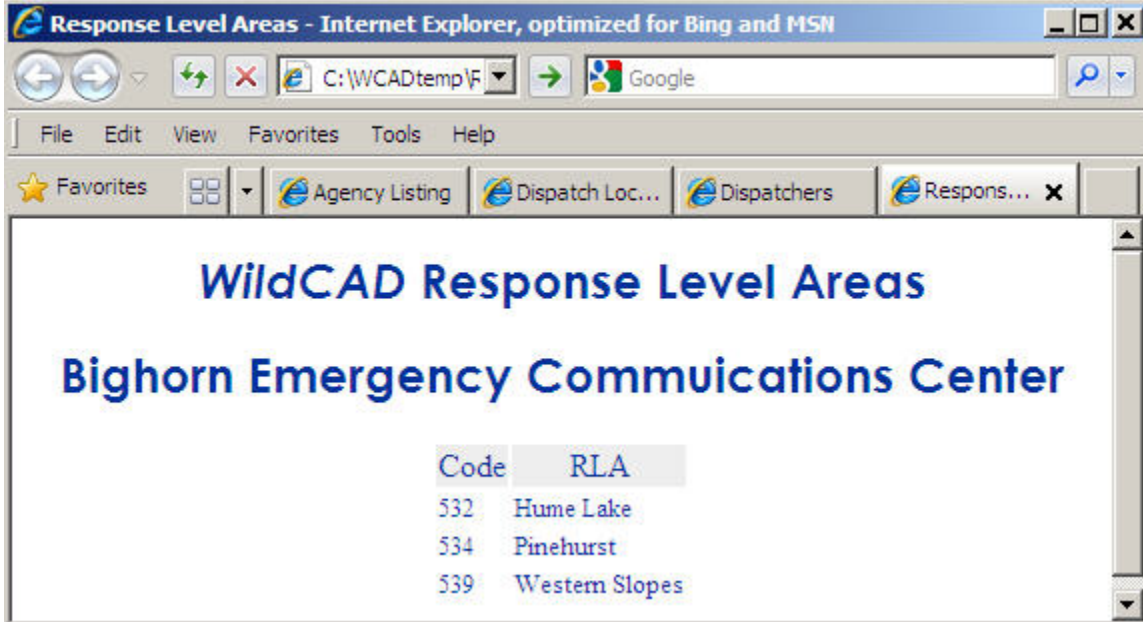 Response Level Areas - Internet Explorer, optimized for Bing and MSN
C:\WCADtemp\F Google
File Edit View Favorites Tools Help
Favorites Agency Listing Dispatch Loc... Dispatchers Respons...
WildCAD Response Level Areas
Bighorn Emergency Commuications Center
Code RLA
532 Hume Lake
534 Pinehurst
539 Western Slopes